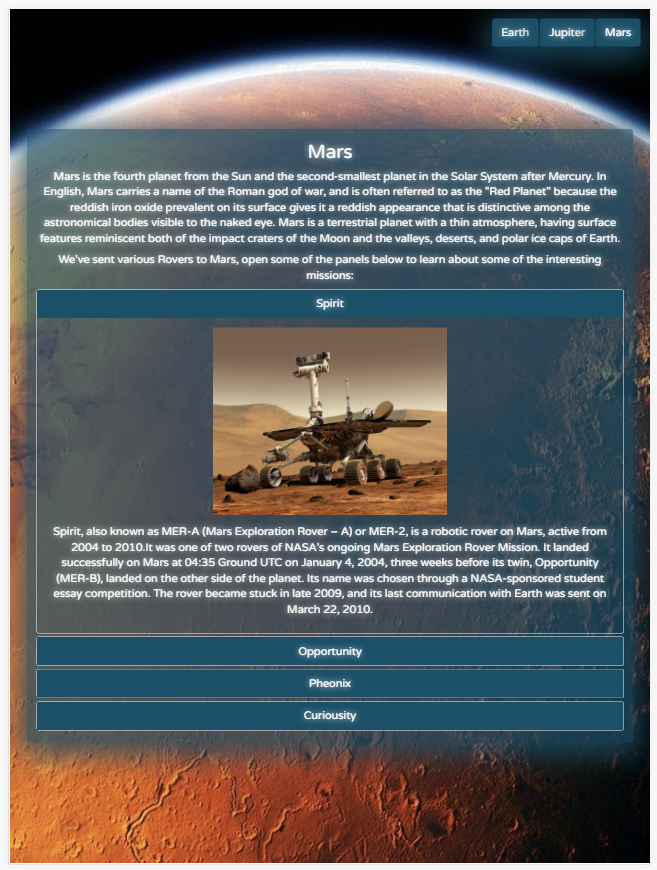 Earth Jupiter Mars
Mars
Mars is the fourth planet from the Sun and the second-smallest planet in the Solar System after Mercury. In
English, Mars carries a name of the Roman god of war, and is often referred to as the "Red Planet" because the
reddish iron oxide prevalent on its surface gives it a reddish appearance that is distinctive among the
astronomical bodies visible to the naked eye. Mars is a terrestrial planet with a thin atmosphere, having surface
features reminiscent both of the impact craters of the Moon and the valleys, deserts, and polar ice caps of Earth.
We've sent various Rovers to Mars, open some of the panels below to learn about some of the interesting
missions:
Spirit
Spirit, also known as MER-A (Mars Exploration Rover – A) or MER-2, is a robotic rover on Mars, active from
2004 to 2010.It was one of two rovers of NASA's ongoing Mars Exploration Rover Mission. It landed
successfully on Mars at 04:35 Ground UTC on January 4, 2004, three weeks before its twin, Opportunity
(MER-B), landed on the other side of the planet. Its name was chosen through a NASA-sponsored student
essay competition. The rover became stuck in late 2009, and its last communication with Earth was sent on
March 22, 2010.
Opportunity
Pheonix
Curiousity